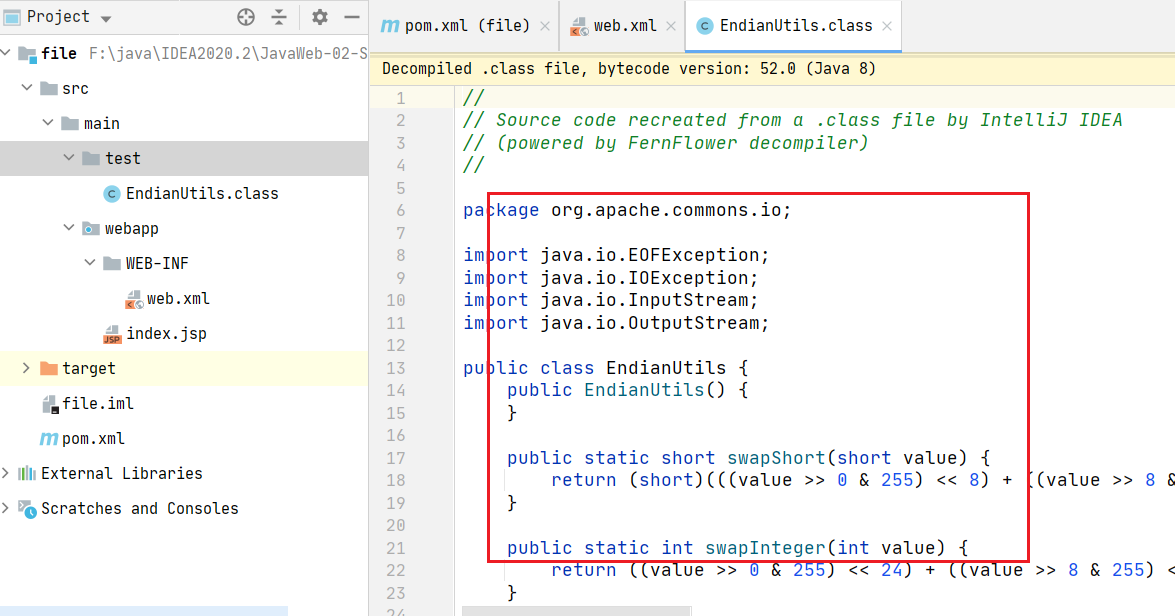 Project
file F:\java\IDEA2020.2\JavaWeb-02-S
src
main
test
EndianUtils.class
webapp
WEB-INF
web.xml
index.jsp
target
file.iml
pom.xml
External Libraries
Scratches and Consoles
pom.xml (file)
web.xml
EndianUtils.class
Decompiled .class file, bytecode version: 52.0 (Java 8)
1 //
2 // Source code recreated from a .class file by IntelliJ IDEA
3 // (powered by FernFlower decompiler)
4 //
5
6 package org.apache.commons.io;
7
8 import java.io.EOFException;
9 import java.io.IOException;
10 import java.io.InputStream;
11 import java.io.OutputStream;
12
13 public class EndianUtils {
14 public EndianUtils() {
15 }
16
17 public static short swapShort(short value) {
18 return (short)(((value >> 0 & 255) << 8) + ((value >> 8 &
19 }
20
21 public static int swapInteger(int value) {
22 return ((value >> 0 & 255) << 24) + ((value >> 8 & 255) <
23 }
24